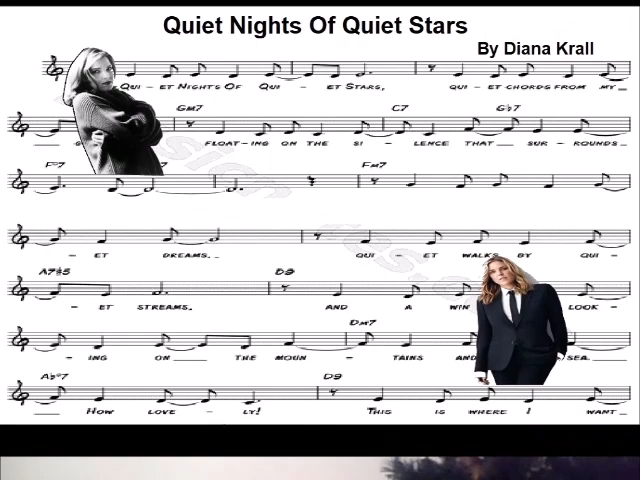 Quiet Nights Of Quiet Stars
By Diana Krall
QUI - ET NIGHTS OF QUI - ET STARS, QUI - ET CHORDS FROM MY
Gm7 C7 G♭7
FLOAT - ING ON THE SI - LENCE THAT SUR - ROUNDS
Fm7
- ET DREAMS. QUI - ET WALKS BY QUI -
A7#5 D9
- ET STREAMS. AND A WIN LOOK -
Dm7
- ING ON THE MOUN - TAINS AND SEA.
D9
HOW LOVE - LY! THIS IS WHERE I WANT